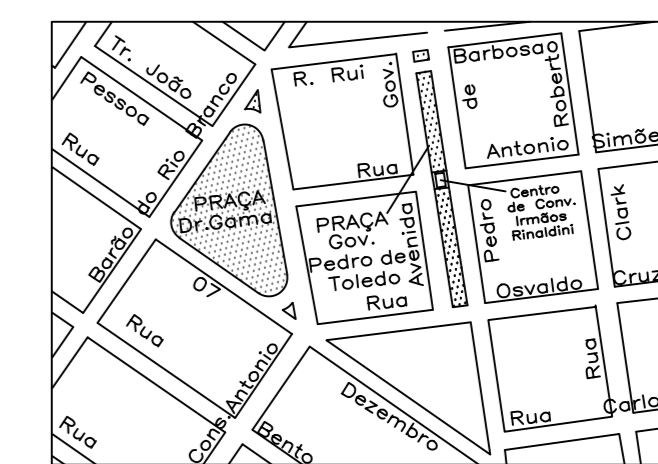 Tr. João
Pessoa
Rua
Barão do Rio Branco
R. Rui Barbosa
Gov.
de
Roberto
Rua Antonio Simõe
PRAÇA
Dr.Gama
PRAÇA
Gov.
Pedro de
Toledo
Avenida
Centro
de Conv.
Irmãos
Rinaldini
Pedro
Clark
Rua Osvaldo Cruz
07
Rua
Rua
Cons.Antonio
Bento
Dezembro
Rua
Rua Carlo